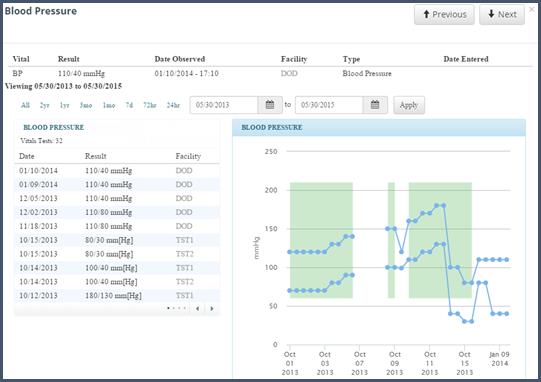 Blood Pressure
Previous
Next
×
Vital Result Date Observed Facility Type Date Entered
BP 110/40 mmHg 01/10/2014 - 17:10 DOD Blood Pressure
Viewing 05/30/2013 to 05/30/2015
All 2yr 1yr 3mo 1mo 7d 72hr 24hr 05/30/2013 to 05/30/2015 Apply
BLOOD PRESSURE
Vitals Tests: 32
Date Result Facility
01/10/2014 110/40 mmHg DOD
01/09/2014 110/40 mmHg DOD
12/05/2013 110/40 mmHg DOD
12/02/2013 110/80 mmHg DOD
11/18/2013 110/80 mmHg DOD
10/15/2013 80/30 mm[Hg] TST1
10/15/2013 80/30 mm[Hg] TST2
10/14/2013 100/40 mm[Hg] TST1
10/14/2013 100/40 mm[Hg] TST2
10/12/2013 180/130 mm[Hg] TST1
BLOOD PRESSURE
250
200
150
100
50
0
mmHg
Oct 01 2013
Oct 03 2013
Oct 07 2013
Oct 09 2013
Oct 11 2013
Oct 15 2013
Jan 09 2014